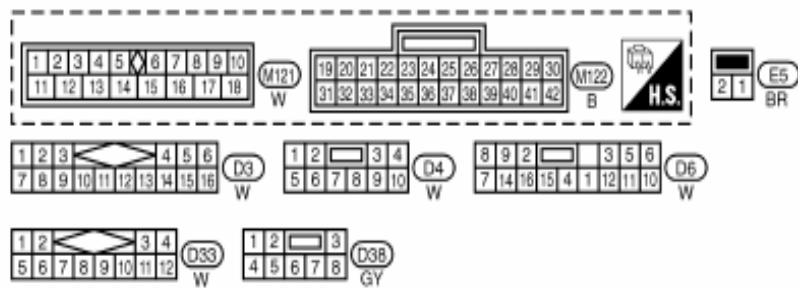 1 2 3 4 5 6 7 8 9 10
11 12 13 14 15 16 17 18
M121
W
19 20 21 22 23 24 25 26 27 28 29 30
31 32 33 34 35 36 37 38 39 40 41 42
M122
B
H.S.
2 1
E5
BR
1 2 3 4 5 6
7 8 9 10 11 12 13 14 15 16
D3
W
1 2 3 4
5 6 7 8 9 10
D4
W
8 9 2 3 5 6
7 14 16 15 4 1 12 11 10
D6
W
1 2 3 4
5 6 7 8 9 10 11 12
D33
W
1 2 3
4 5 6 7 8
D38
GY